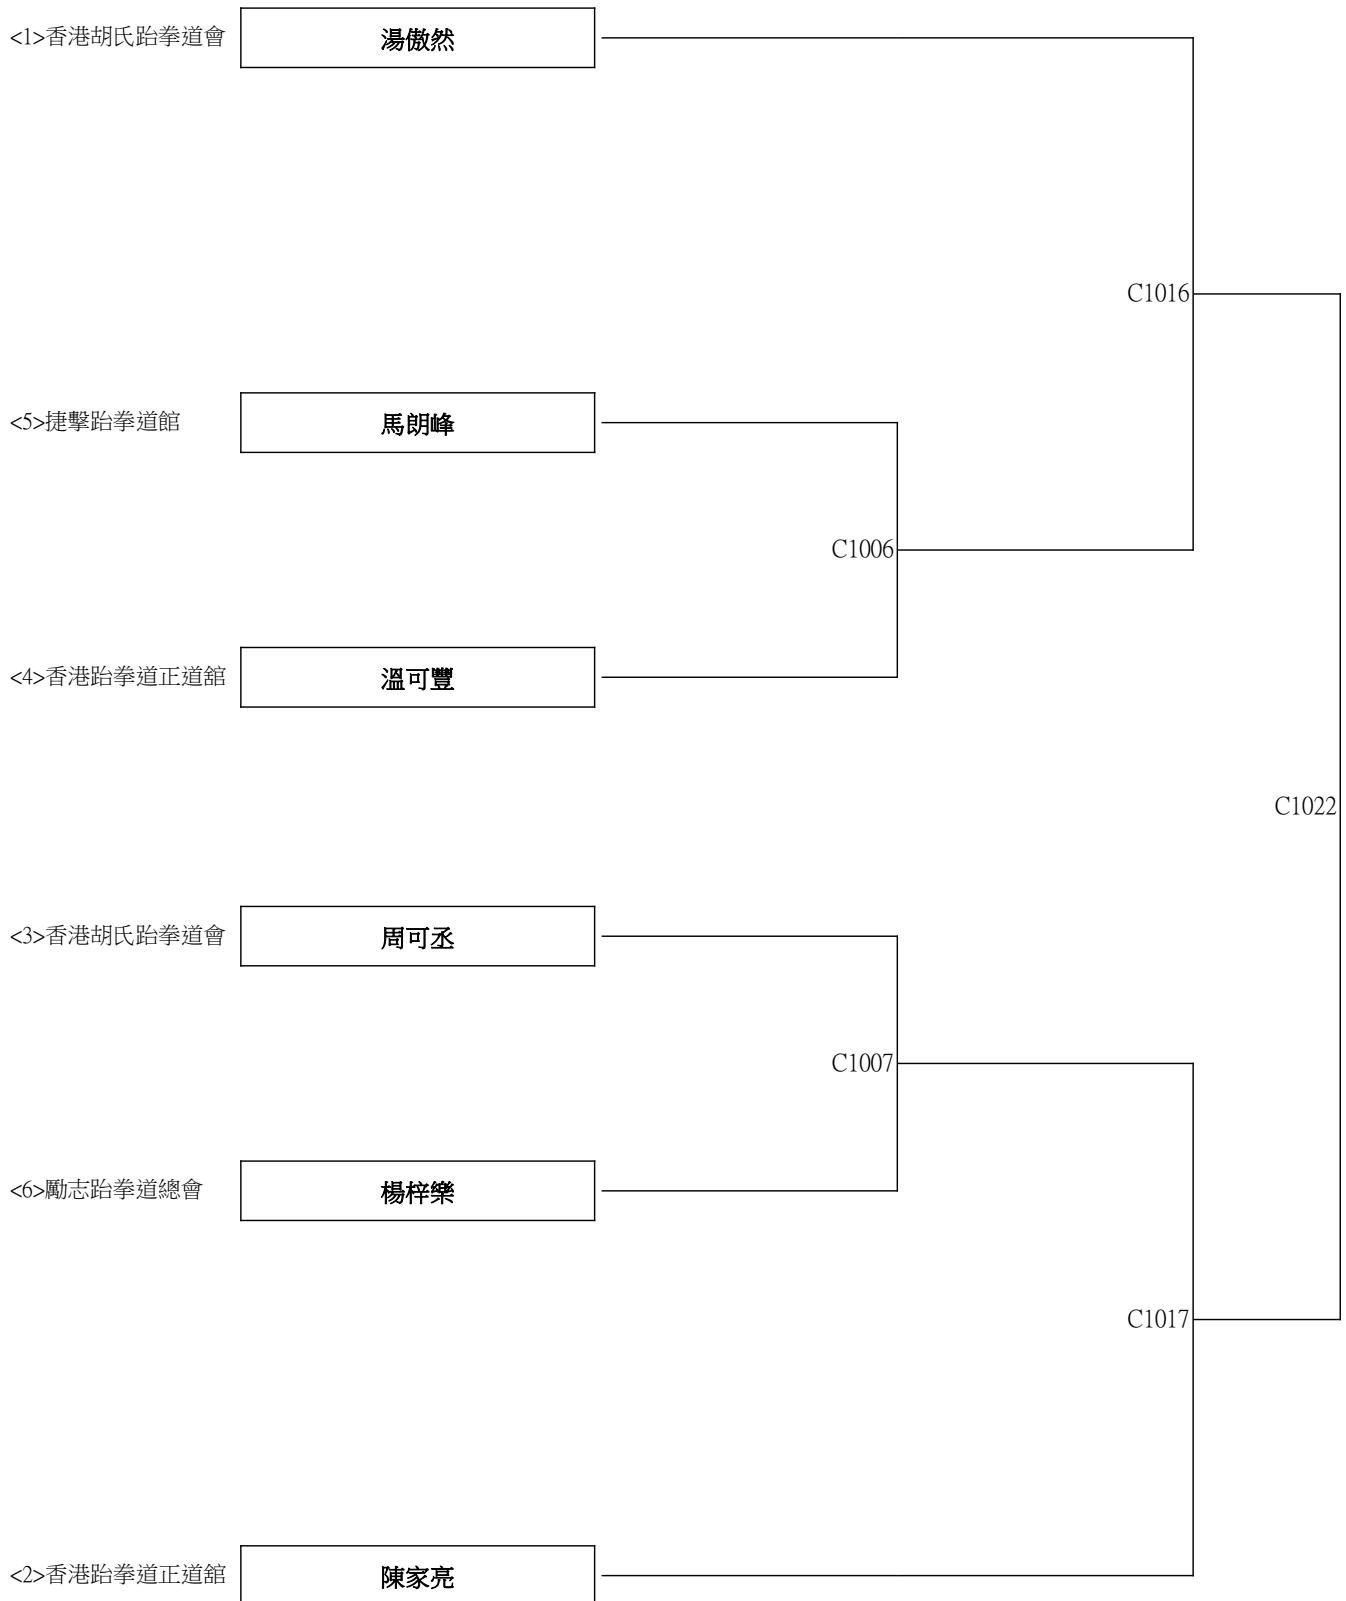 <1>香港胡氏跆拳道會 湯傲然
C1016
<5>捷擊跆拳道館 馬朗峰
C1006
<4>香港跆拳道正道舘 溫可豐
C1022
<3>香港胡氏跆拳道會 周可丞
C1007
<6>勵志跆拳道總會 楊梓樂
C1017
<2>香港跆拳道正道舘 陳家亮